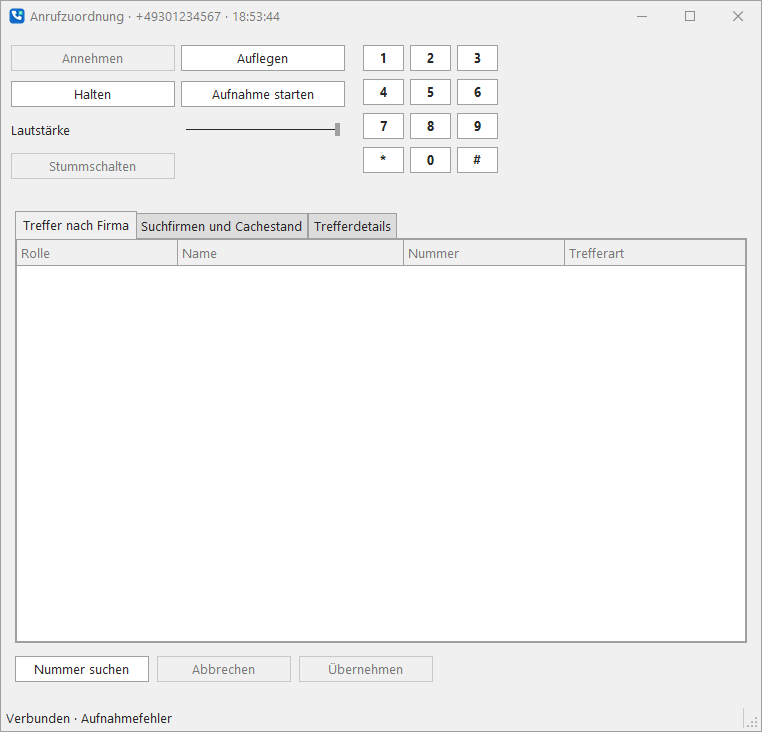 Anrufzuordnung · +49301234567 · 18:53:44
Annehmen Auflegen 1 2 3
Halten Aufnahme starten 4 5 6
Lautstärke 7 8 9
Stummschalten * 0 #
Treffer nach Firma Suchfirmen und Cachestand Trefferdetails
Rolle Name Nummer Trefferart
Nummer suchen Abbrechen Übernehmen
Verbunden · Aufnahmefehler